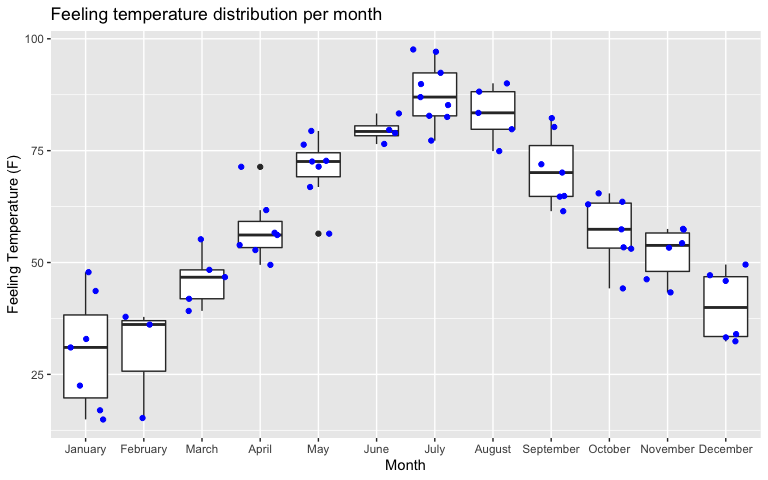 Feeling temperature distribution per month
100
75
50
25
Feeling Temperature (F)
January February March April May June July August September October November December
Month